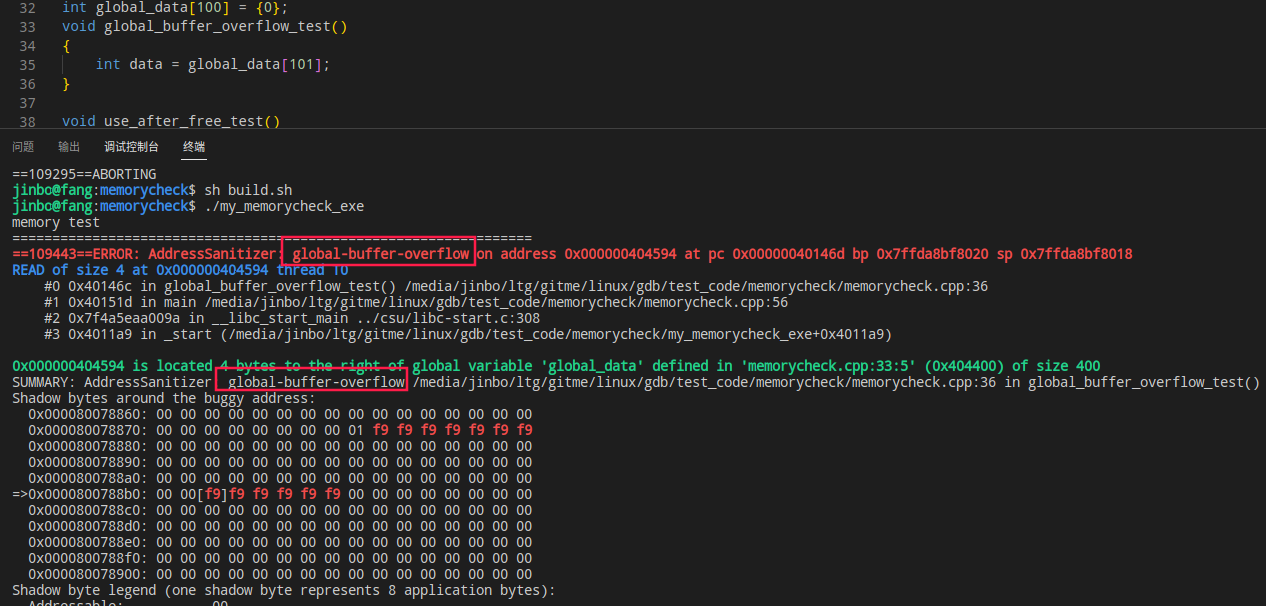 32 int global_data[100] = {0};
33 void global_buffer_overflow_test()
34 {
35 int data = global_data[101];
36 }
37
38 void use_after_free_test()
问题 输出 调试控制台 终端
==109295==ABORTING
jinbo@fang:memorycheck$ sh build.sh
jinbo@fang:memorycheck$ ./my_memorycheck_exe
memory test
=================================================================
==109443==ERROR: AddressSanitizer: global-buffer-overflow on address 0x000000404594 at pc 0x00000040146d bp 0x7ffda8bf8020 sp 0x7ffda8bf8018
READ of size 4 at 0x000000404594 thread T0
#0 0x40146c in global_buffer_overflow_test() /media/jinbo/ltg/gitme/linux/gdb/test_code/memorycheck/memorycheck.cpp:36
#1 0x40151d in main /media/jinbo/ltg/gitme/linux/gdb/test_code/memorycheck/memorycheck.cpp:56
#2 0x7f4a5eaa009a in __libc_start_main ../csu/libc-start.c:308
#3 0x4011a9 in _start (/media/jinbo/ltg/gitme/linux/gdb/test_code/memorycheck/my_memorycheck_exe+0x4011a9)
0x000000404594 is located 4 bytes to the right of global variable 'global_data' defined in 'memorycheck.cpp:33:5' (0x404400) of size 400
SUMMARY: AddressSanitizer global-buffer-overflow /media/jinbo/ltg/gitme/linux/gdb/test_code/memorycheck/memorycheck.cpp:36 in global_buffer_overflow_test()
Shadow bytes around the buggy address:
0x000080078860: 00 00 00 00 00 00 00 00 00 00 00 00 00 00 00 00
0x000080078870: 00 00 00 00 00 00 00 00 01 f9 f9 f9 f9 f9 f9 f9
0x000080078880: 00 00 00 00 00 00 00 00 00 00 00 00 00 00 00 00
0x000080078890: 00 00 00 00 00 00 00 00 00 00 00 00 00 00 00 00
0x0000800788a0: 00 00 00 00 00 00 00 00 00 00 00 00 00 00 00 00
=>0x0000800788b0: 00 00[f9]f9 f9 f9 f9 f9 00 00 00 00 00 00 00 00
0x0000800788c0: 00 00 00 00 00 00 00 00 00 00 00 00 00 00 00 00
0x0000800788d0: 00 00 00 00 00 00 00 00 00 00 00 00 00 00 00 00
0x0000800788e0: 00 00 00 00 00 00 00 00 00 00 00 00 00 00 00 00
0x0000800788f0: 00 00 00 00 00 00 00 00 00 00 00 00 00 00 00 00
0x000080078900: 00 00 00 00 00 00 00 00 00 00 00 00 00 00 00 00
Shadow byte legend (one shadow byte represents 8 application bytes):
Addressable: 00